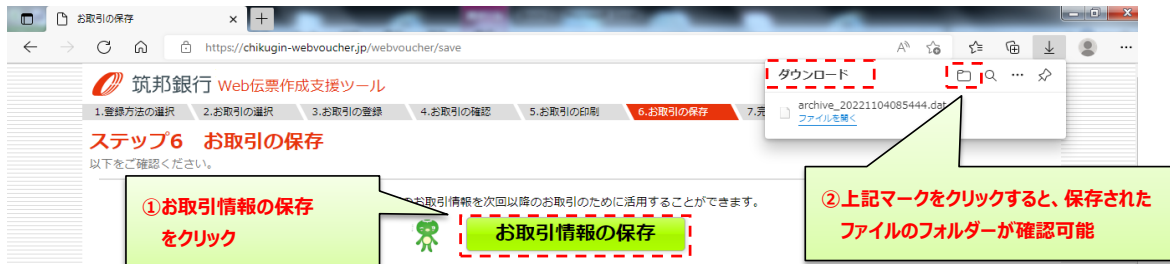 お取引の保存
https://chikugin-webvoucher.jp/webvoucher/save
筑邦銀行 Web伝票作成支援ツール
ダウンロード
archive_20221104085444.dat
ファイルを開く
1.登録方法の選択 2.お取引の選択 3.お取引の登録 4.お取引の確認 5.お取引の印刷 6.お取引の保存 7.完
ステップ6 お取引の保存
以下をご確認ください。
のお取引情報を次回以降のお取引のために活用することができます。
①お取引情報の保存
をクリック
お取引情報の保存
②上記マークをクリックすると、保存された
ファイルのフォルダーが確認可能